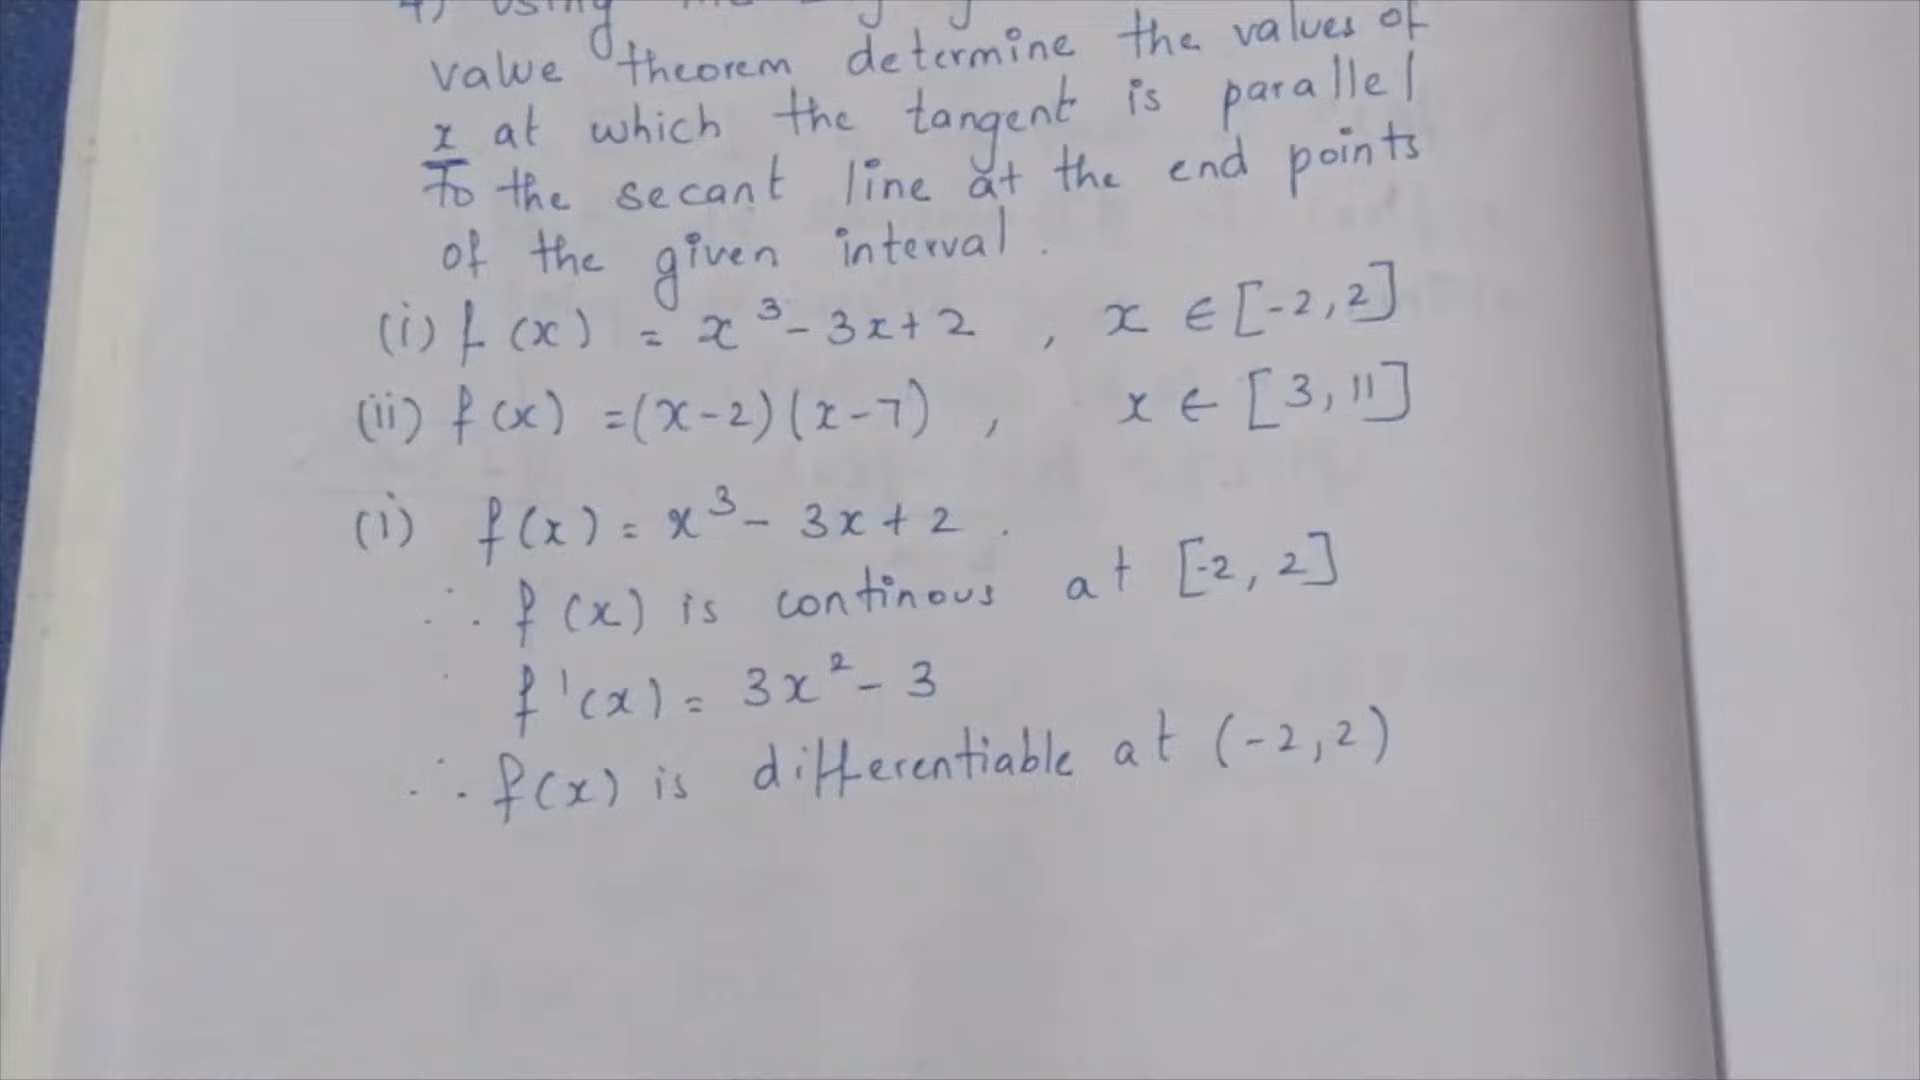 4) Using
value theorem determine the values of
x at which the tangent is parallel
To the secant line at the end points
of the given interval.
(i) f(x) = x³ - 3x + 2 , x ∈ [-2, 2]
(ii) f(x) = (x-2)(x-7) , x ∈ [3, 11]
(i) f(x) = x³ - 3x + 2 .
∴ f(x) is continous at [-2, 2]
f'(x) = 3x² - 3
∴ f(x) is differentiable at (-2, 2)